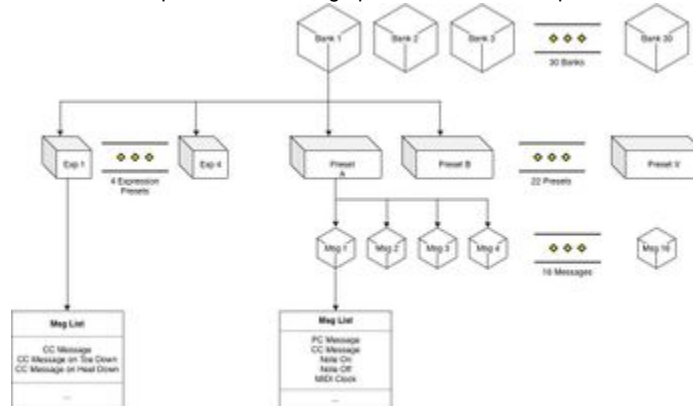 Bank 1
Bank 2
Bank 3
Bank 30
30 Banks
Exp 1
Exp 4
4 Expression
Presets
Preset
A
Preset B
22 Presets
Preset V
Msg 1
Msg 2
Msg 3
Msg 4
Msg 16
16 Messages
Msg List
CC Message
CC Message on Toe Down
CC Message on Heel Down
...
Msg List
PC Message
CC Message
Note On
Note Off
MIDI Clock
...